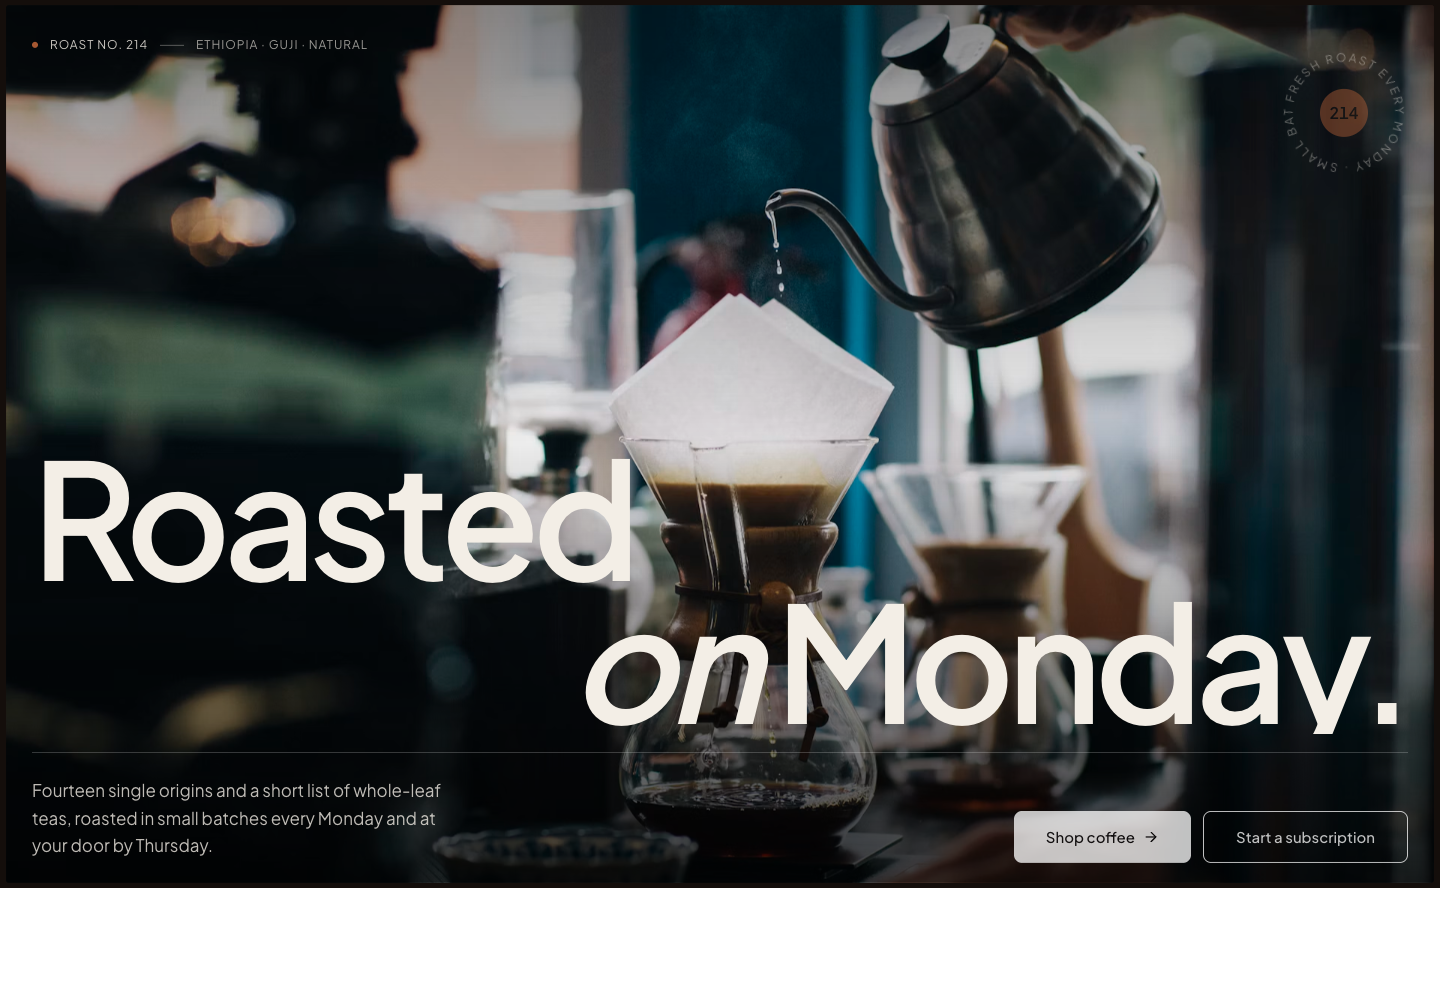 ROAST NO. 214 ETHIOPIA · GUJI · NATURAL
FRESH ROAST EVERY MONDAY · SMALL BAT
214
Roasted
on Monday.
Fourteen single origins and a short list of whole-leaf
teas, roasted in small batches every Monday and at
your door by Thursday.
Shop coffee →
Start a subscription